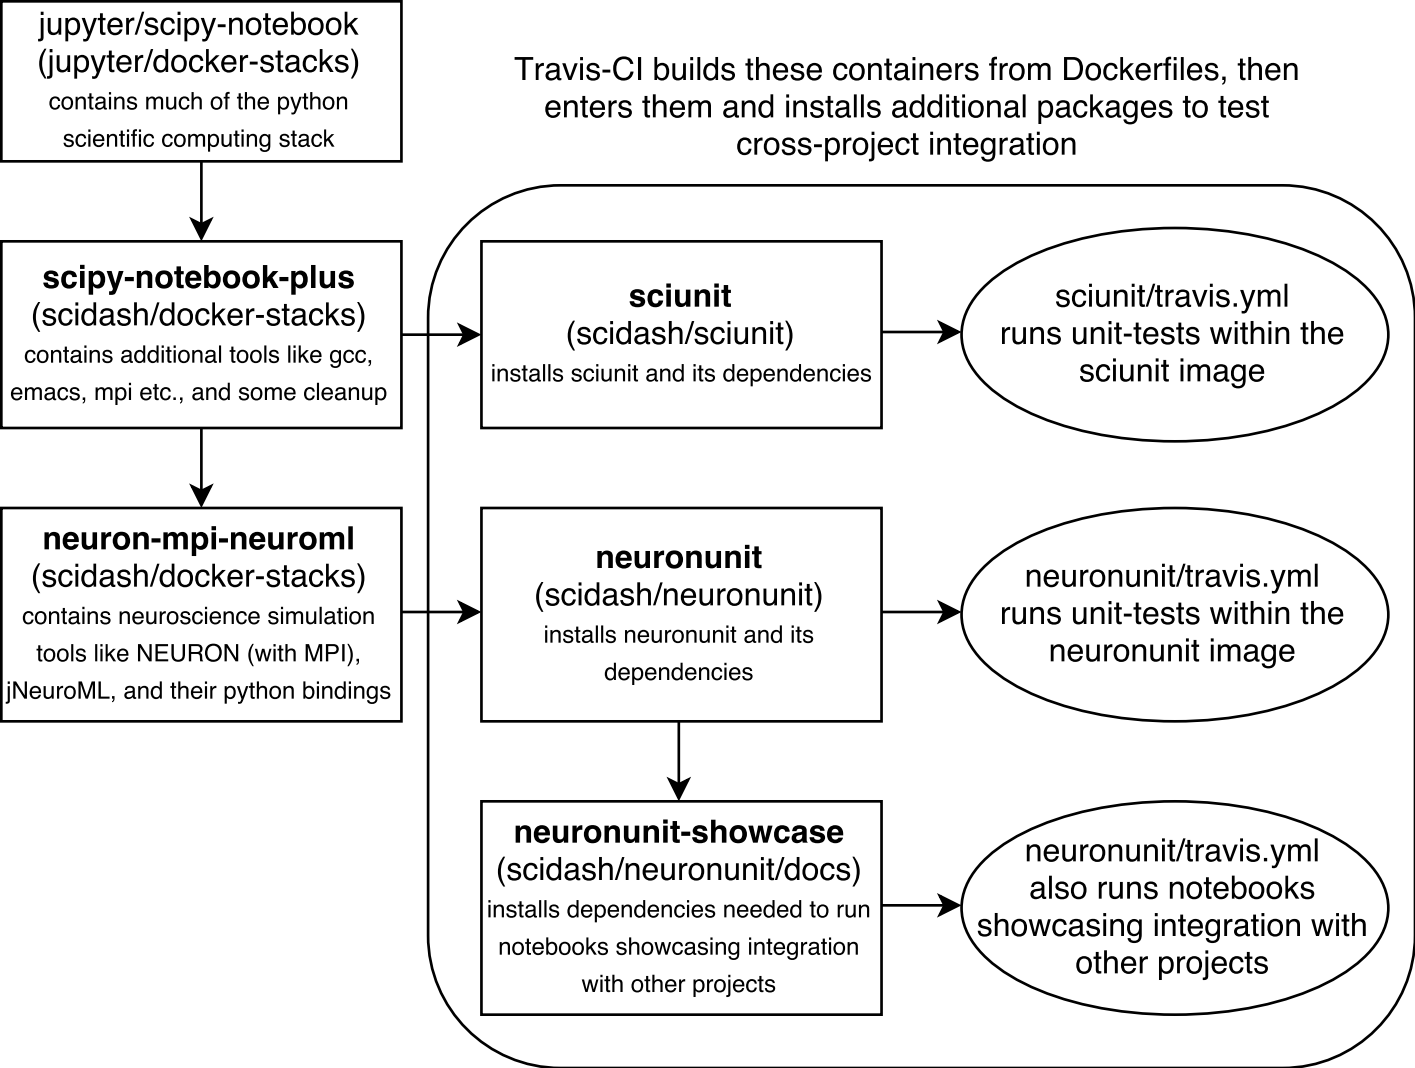 jupyter/scipy-notebook
(jupyter/docker-stacks)
contains much of the python
scientific computing stack
Travis-CI builds these containers from Dockerfiles, then
enters them and installs additional packages to test
cross-project integration
scipy-notebook-plus
(scidash/docker-stacks)
contains additional tools like gcc,
emacs, mpi etc., and some cleanup
sciunit
(scidash/sciunit)
installs sciunit and its dependencies
sciunit/travis.yml
runs unit-tests within the
sciunit image
neuron-mpi-neuroml
(scidash/docker-stacks)
contains neuroscience simulation
tools like NEURON (with MPI),
jNeuroML, and their python bindings
neuronunit
(scidash/neuronunit)
installs neuronunit and its
dependencies
neuronunit/travis.yml
runs unit-tests within the
neuronunit image
neuronunit-showcase
(scidash/neuronunit/docs)
installs dependencies needed to run
notebooks showcasing integration
with other projects
neuronunit/travis.yml
also runs notebooks
showcasing integration with
other projects